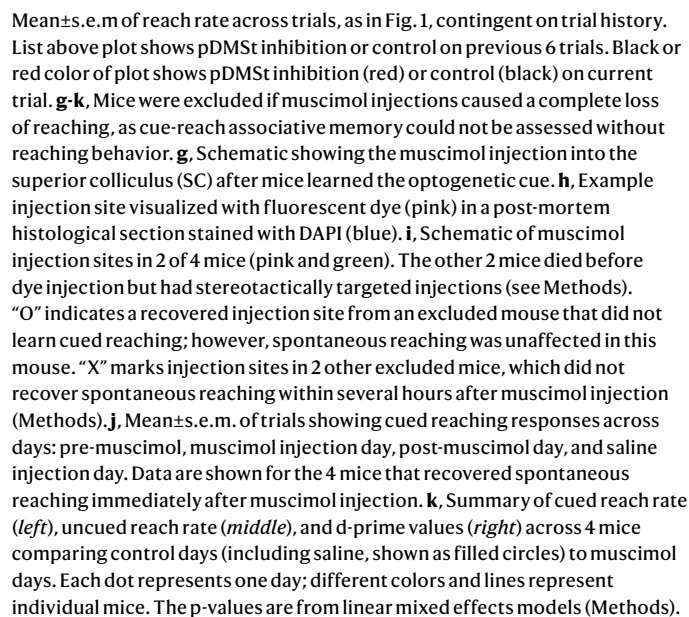 Mean±s.e.m of reach rate across trials, as in Fig. 1, contingent on trial history.
List above plot shows pDMSt inhibition or control on previous 6 trials. Black or
red color of plot shows pDMSt inhibition (red) or control (black) on current
trial. g-k, Mice were excluded if muscimol injections caused a complete loss
of reaching, as cue-reach associative memory could not be assessed without
reaching behavior. g, Schematic showing the muscimol injection into the
superior colliculus (SC) after mice learned the optogenetic cue. h, Example
injection site visualized with fluorescent dye (pink) in a post-mortem
histological section stained with DAPI (blue). i, Schematic of muscimol
injection sites in 2 of 4 mice (pink and green). The other 2 mice died before
dye injection but had stereotactically targeted injections (see Methods).
“O” indicates a recovered injection site from an excluded mouse that did not
learn cued reaching; however, spontaneous reaching was unaffected in this
mouse. “X” marks injection sites in 2 other excluded mice, which did not
recover spontaneous reaching within several hours after muscimol injection
(Methods). j, Mean±s.e.m. of trials showing cued reaching responses across
days: pre-muscimol, muscimol injection day, post-muscimol day, and saline
injection day. Data are shown for the 4 mice that recovered spontaneous
reaching immediately after muscimol injection. k, Summary of cued reach rate
(left), uncued reach rate (middle), and d-prime values (right) across 4 mice
comparing control days (including saline, shown as filled circles) to muscimol
days. Each dot represents one day; different colors and lines represent
individual mice. The p-values are from linear mixed effects models (Methods).